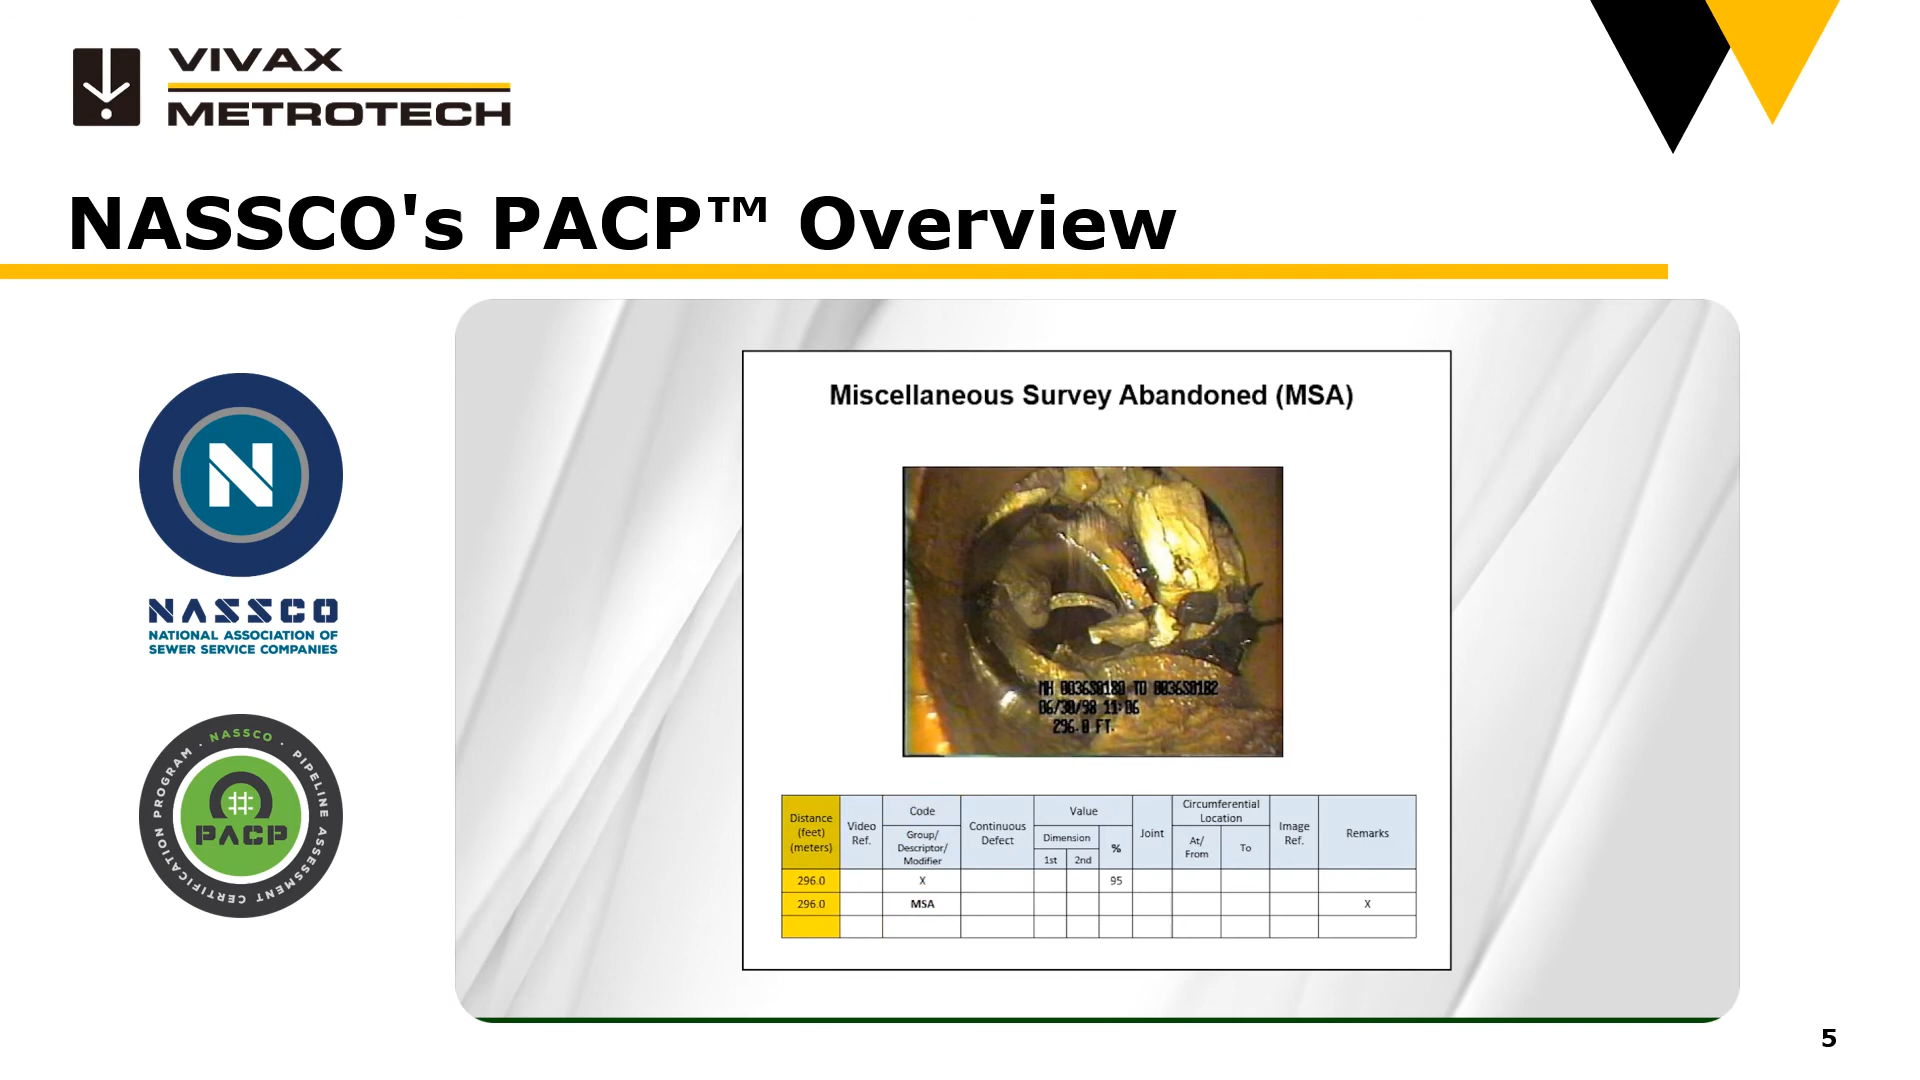 VIVAX
METROTECH
NASSCO's PACP™ Overview
NASSCO
NATIONAL ASSOCIATION OF
SEWER SERVICE COMPANIES
· NASSCO · PIPELINE ASSESSMENT CERTIFICATION PROGRAM
PACP
Miscellaneous Survey Abandoned (MSA)
MH 0036S0180 TO 0036S0182
06/30/98 11:06
296.0 FT.
Distance (feet) (meters) Video Ref. Code Group/ Descriptor/ Modifier Continuous Defect Value Dimension 1st 2nd % Joint Circumferential Location At/ From To Image Ref. Remarks
296.0 X 95
296.0 MSA X
5